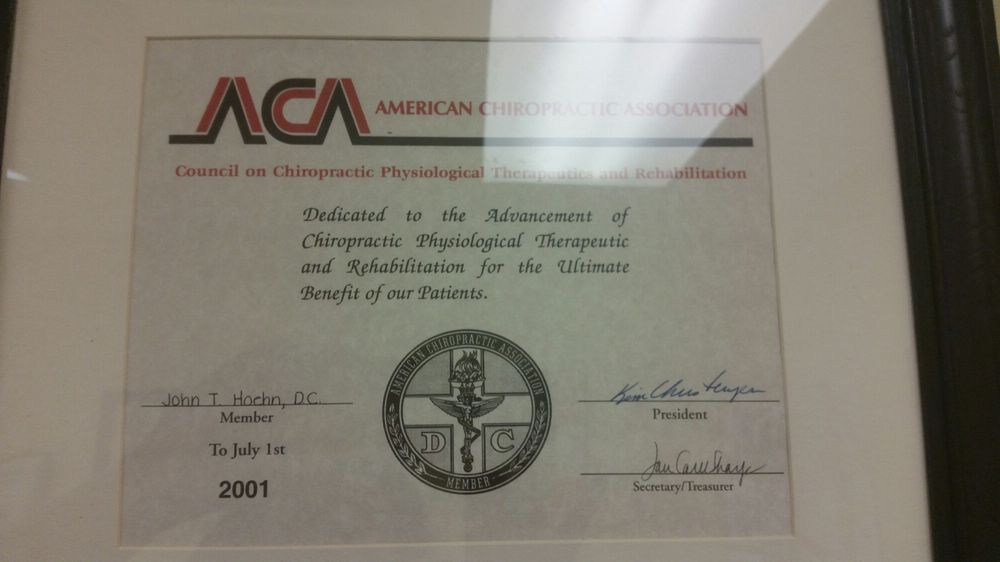 ACA AMERICAN CHIROPRACTIC ASSOCIATION
Council on Chiropractic Physiological Therapeutics and Rehabilitation
Dedicated to the Advancement of
Chiropractic Physiological Therapeutic
and Rehabilitation for the Ultimate
Benefit of our Patients.
AMERICAN CHIROPRACTIC ASSOCIATION
ACA
D C
MEMBER
John T. Hoehn, D.C.
Member
To July 1st
2001
President
Secretary/Treasurer